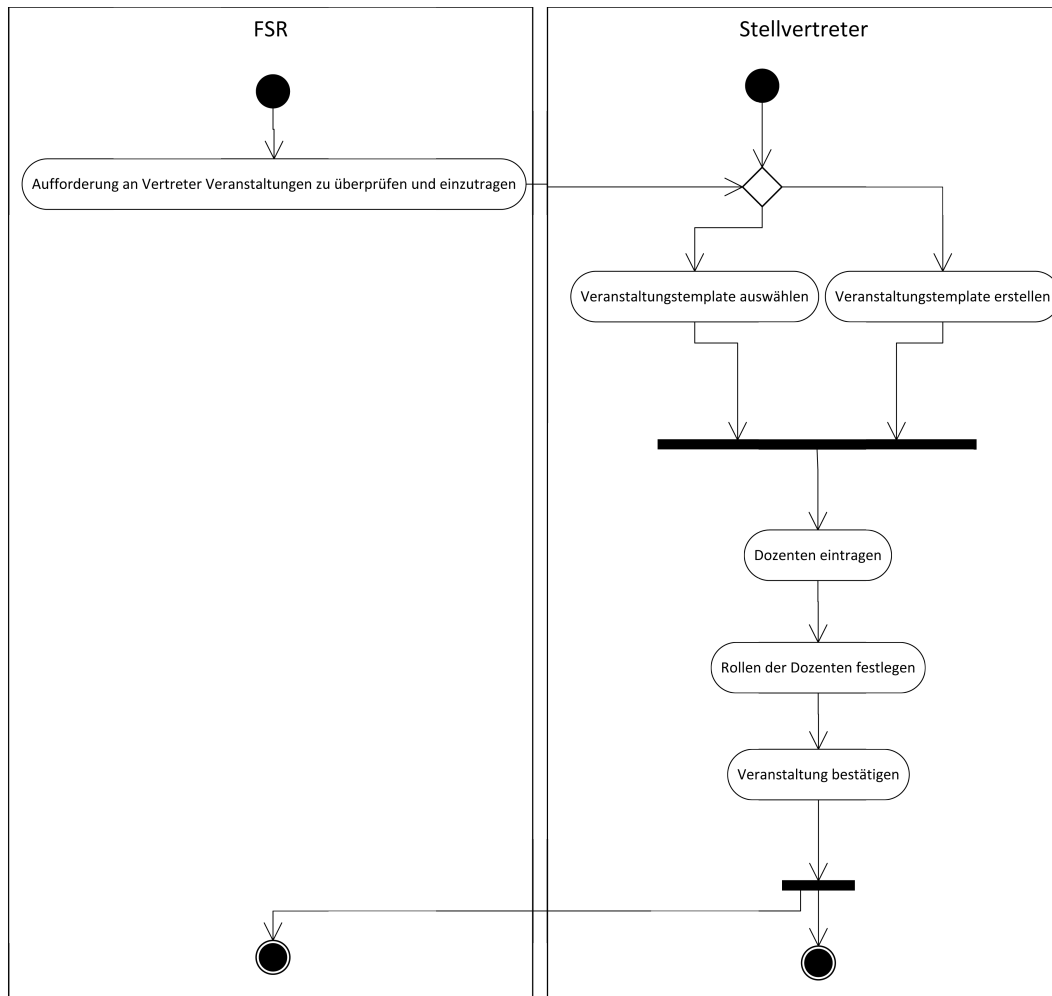 FSR
Stellvertreter
Aufforderung an Vertreter Veranstaltungen zu überprüfen und einzutragen
Veranstaltungstemplate auswählen
Veranstaltungstemplate erstellen
Dozenten eintragen
Rollen der Dozenten festlegen
Veranstaltung bestätigen